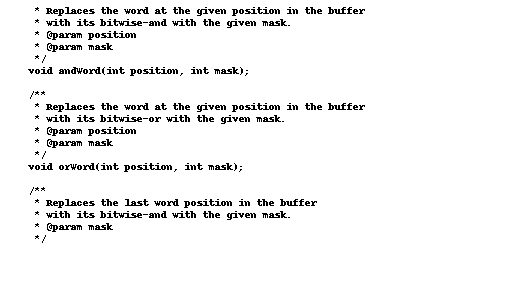 * Replaces the word at the given position in the buffer
* with its bitwise-and with the given mask.
* @param position
* @param mask
*/
void andWord(int position, int mask);
/**
* Replaces the word at the given position in the buffer
* with its bitwise-or with the given mask.
* @param position
* @param mask
*/
void orWord(int position, int mask);
/**
* Replaces the last word position in the buffer
* with its bitwise-and with the given mask.
* @param mask
*/